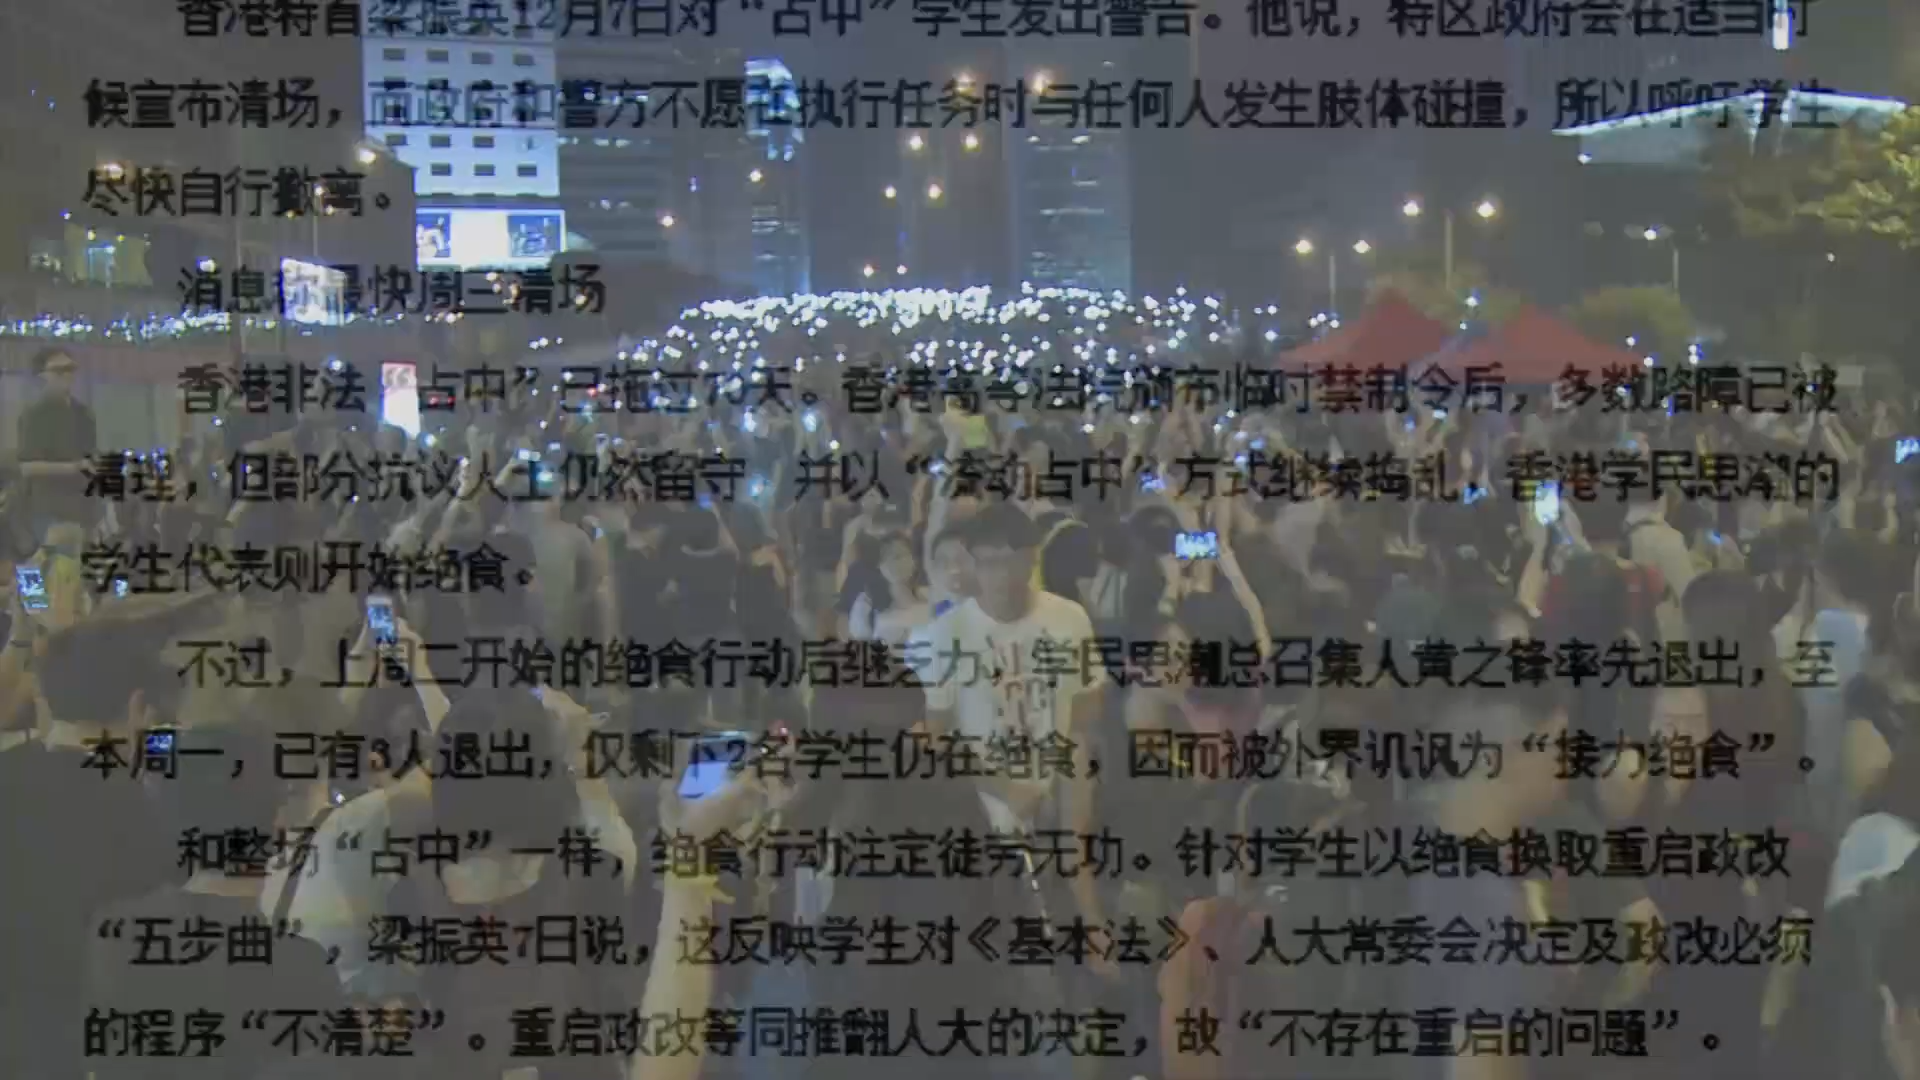 香港特首梁振英12月7日对“占中”学生发出警告。他说，特区政府会在适当时
候宣布清场，而政府和警方不愿在执行任务时与任何人发生肢体碰撞，所以呼吁学生
尽快自行撤离。
消息称最快周三清场
香港非法“占中”已拖过70天。香港高等法院颁布临时禁制令后，多数路障已被
清理，但部分抗议人士仍然留守，并以“流动占中”方式继续捣乱，香港学民思潮的
学生代表则开始绝食。
不过，上周二开始的绝食行动后继乏力，学民思潮总召集人黄之锋率先退出，至
本周一，已有3人退出，仅剩下2名学生仍在绝食，因而被外界讥讽为“接力绝食”。
和整场“占中”一样，绝食行动注定徒劳无功。针对学生以绝食换取重启政改
“五步曲”，梁振英7日说，这反映学生对《基本法》、人大常委会决定及政改必须
的程序“不清楚”。重启政改等同推翻人大的决定，故“不存在重启的问题”。